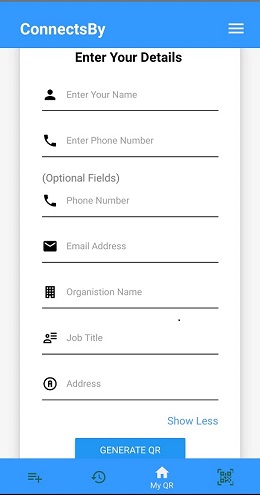 ConnectsBy
Enter Your Details
Enter Your Name
Enter Phone Number
(Optional Fields)
Phone Number
Email Address
Organistion Name
Job Title
Address
Show Less
GENERATE QR
My QR